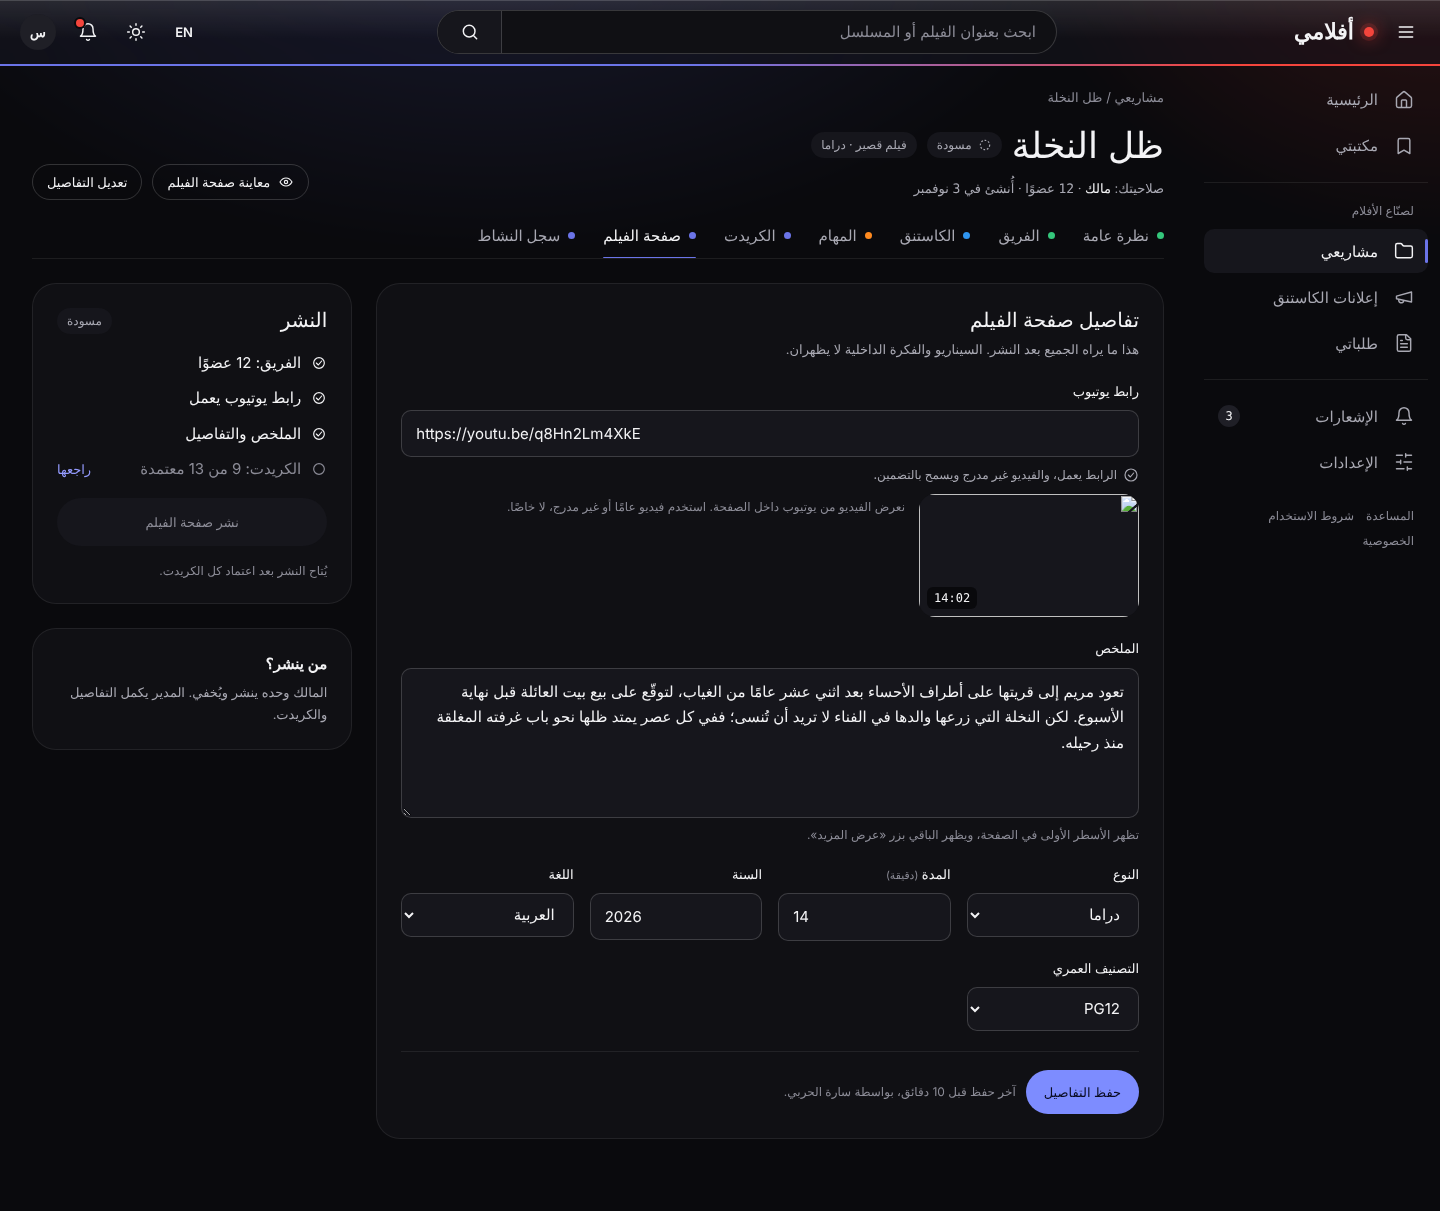 أفلامي
ابحث بعنوان الفيلم أو المسلسل
EN
س
الرئيسية
مكتبتي
لصنّاع الأفلام
مشاريعي
إعلانات الكاستنق
طلباتي
الإشعارات 3
الإعدادات
المساعدة شروط الاستخدام
الخصوصية
مشاريعي / ظل النخلة
ظل النخلة مسودة فيلم قصير · دراما
صلاحيتك: مالك · 12 عضوًا · أُنشئ في 3 نوفمبر
معاينة صفحة الفيلم
تعديل التفاصيل
نظرة عامة الفريق الكاستنق المهام الكريدت صفحة الفيلم سجل النشاط
تفاصيل صفحة الفيلم
هذا ما يراه الجميع بعد النشر. السيناريو والفكرة الداخلية لا يظهران.
رابط يوتيوب
https://youtu.be/q8Hn2Lm4XkE
الرابط يعمل، والفيديو غير مدرج ويسمح بالتضمين.
نعرض الفيديو من يوتيوب داخل الصفحة. استخدم فيديو عامًا أو غير مدرج، لا خاصًا.
14:02
الملخص
تعود مريم إلى قريتها على أطراف الأحساء بعد اثني عشر عامًا من الغياب، لتوقّع على بيع بيت العائلة قبل نهاية
الأسبوع. لكن النخلة التي زرعها والدها في الفناء لا تريد أن تُنسى؛ ففي كل عصر يمتد ظلها نحو باب غرفته المغلقة
منذ رحيله.
تظهر الأسطر الأولى في الصفحة، ويظهر الباقي بزر «عرض المزيد».
النوع المدة (دقيقة) السنة اللغة
دراما 14 2026 العربية
التصنيف العمري
PG12
حفظ التفاصيل
آخر حفظ قبل 10 دقائق، بواسطة سارة الحربي.
النشر مسودة
الفريق: 12 عضوًا
رابط يوتيوب يعمل
الملخص والتفاصيل
الكريدت: 9 من 13 معتمدة راجعها
نشر صفحة الفيلم
يُتاح النشر بعد اعتماد كل الكريدت.
من ينشر؟
المالك وحده ينشر ويُخفي. المدير يكمل التفاصيل
والكريدت.